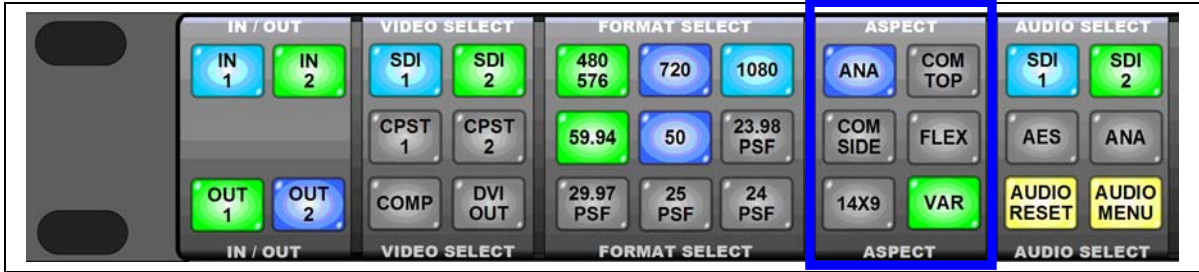 IN / OUT VIDEO SELECT FORMAT SELECT ASPECT AUDIO SELECT
IN 1 IN 2 SDI 1 SDI 2 480 576 720 1080 ANA COM TOP SDI 1 SDI 2
CPST 1 CPST 2 59.94 50 23.98 PSF COM SIDE FLEX AES ANA
OUT 1 OUT 2 COMP DVI OUT 29.97 PSF 25 PSF 24 PSF 14X9 VAR AUDIO RESET AUDIO MENU
IN / OUT VIDEO SELECT FORMAT SELECT ASPECT AUDIO SELECT